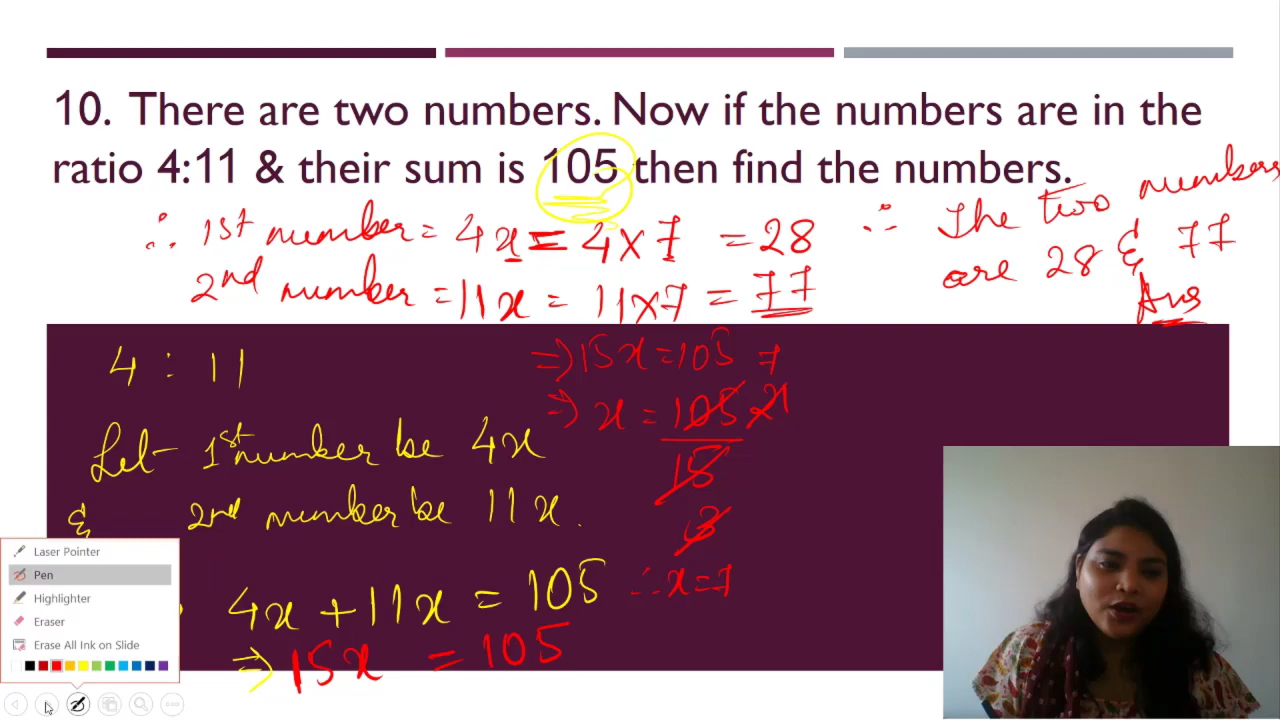 10. There are two numbers. Now if the numbers are in the
ratio 4:11 & their sum is 105 then find the numbers.
∴ 1st number = 4x = 4 × 7 = 28
2nd number = 11x = 11×7 = 77
∴ The two numbers
are 28 & 77
Ans
4 : 11
Let 1st number be 4x
& 2nd number be 11x.
4x + 11x = 105
⇒ 15x = 105
⇒ 15x = 105
7
⇒ x = 105 21
15
3
∴ x = 7
Laser Pointer
Pen
Highlighter
Eraser
Erase All Ink on Slide